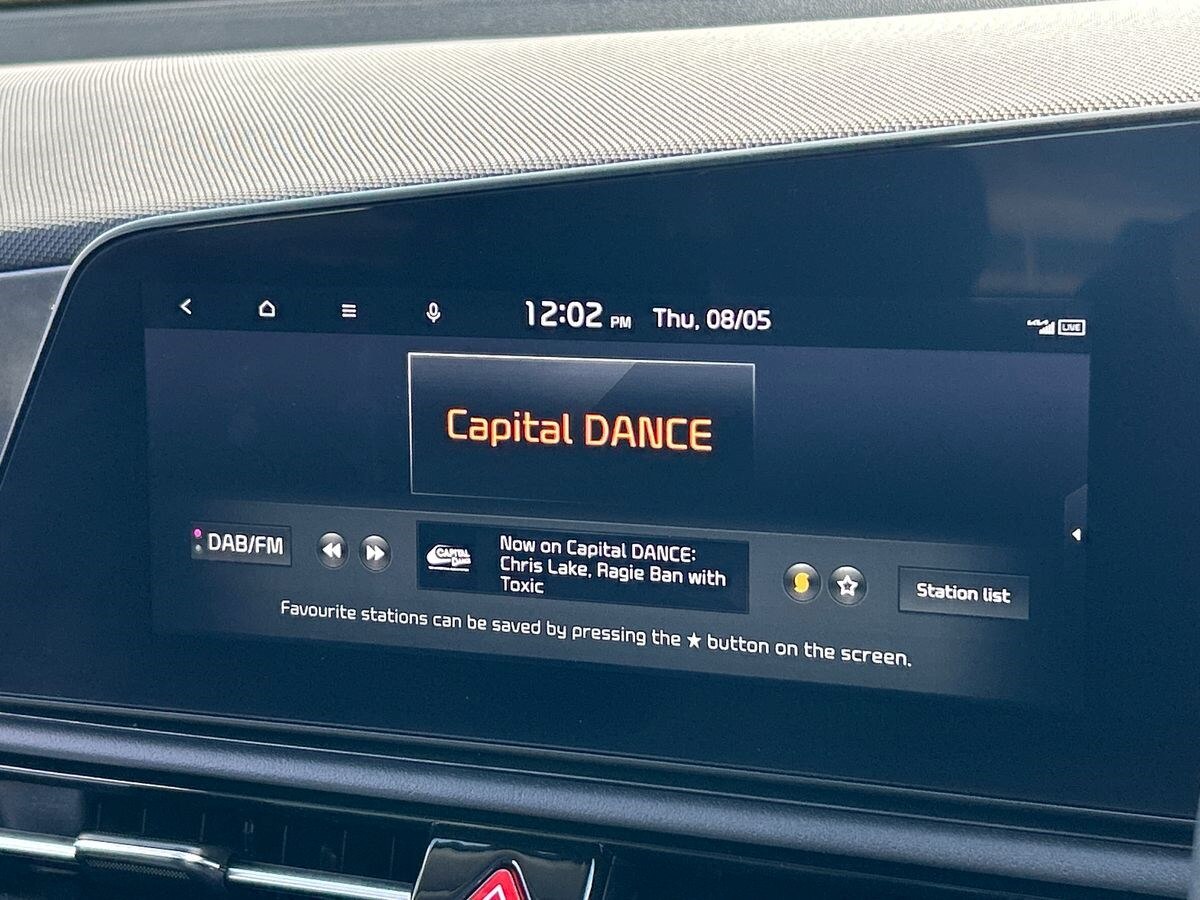 12:02 PM Thu, 08/05
LIVE
Capital DANCE
DAB/FM
CAPITAL
Now on Capital DANCE:
Chris Lake, Ragie Ban with
Toxic
Station list
Favourite stations can be saved by pressing the ★ button on the screen.